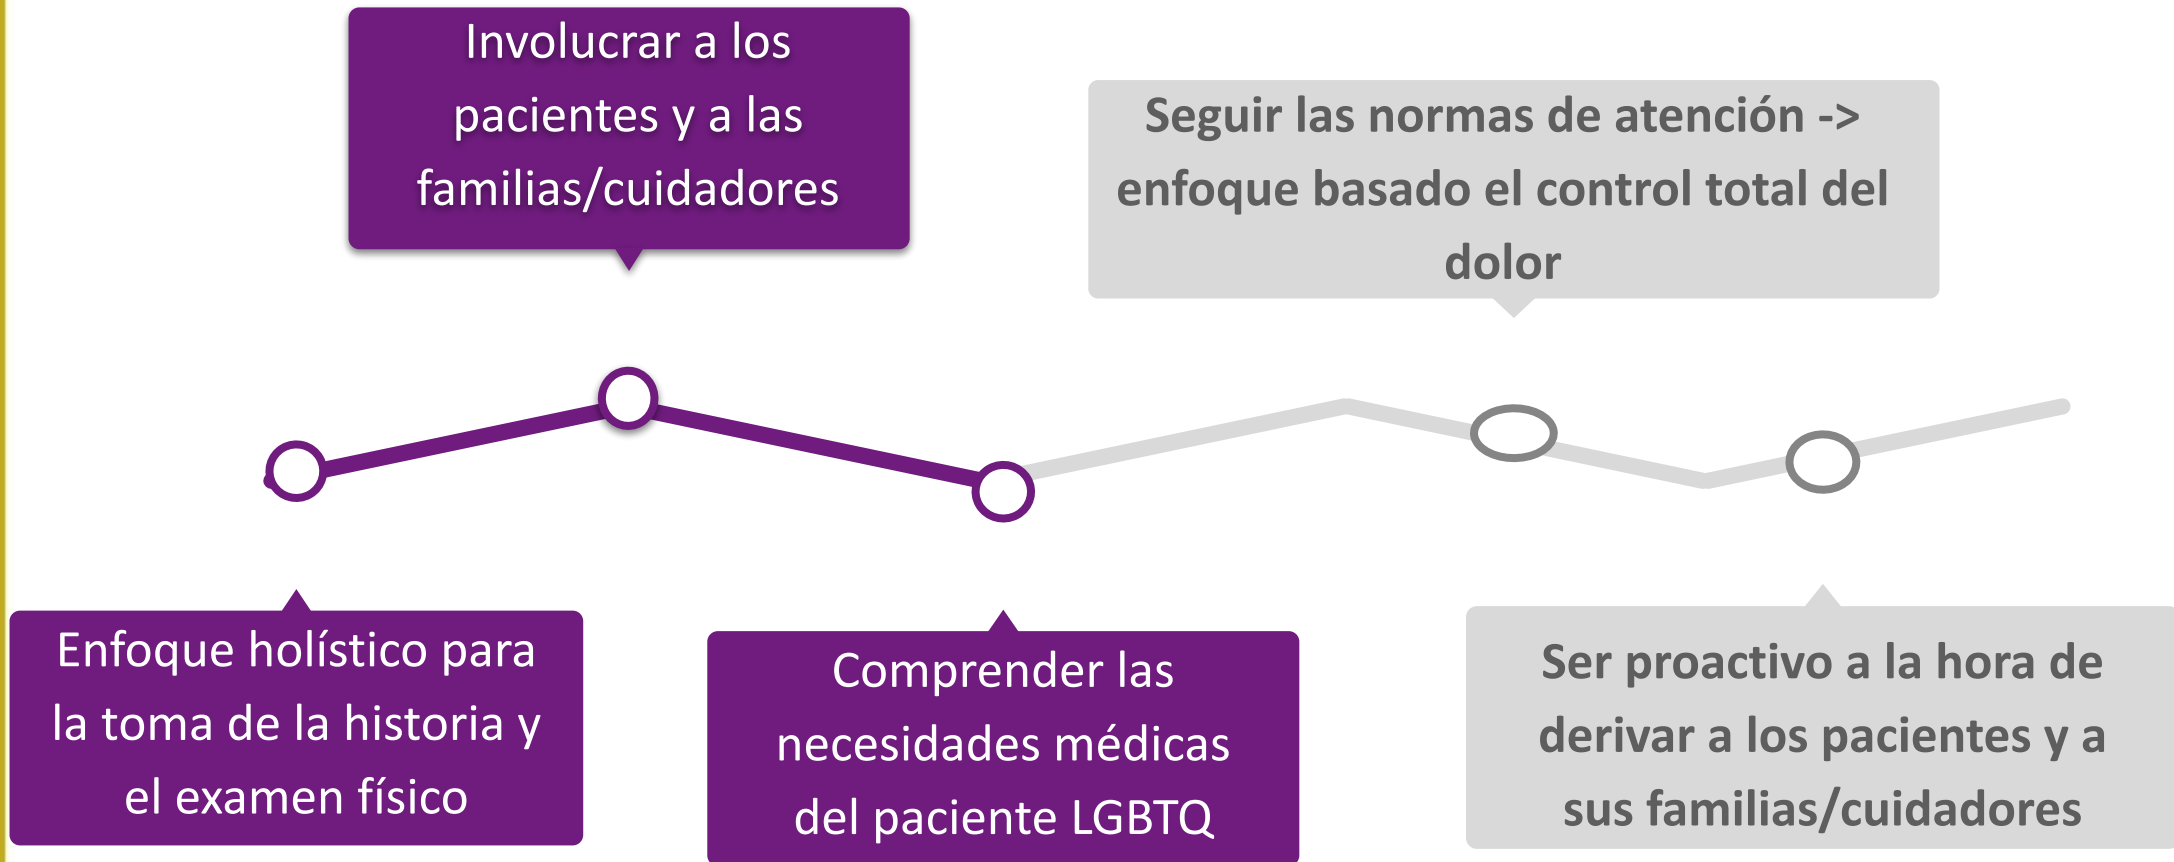 Involucrar a los
pacientes y a las
familias/cuidadores
Seguir las normas de atención ->
enfoque basado el control total del
dolor
Enfoque holístico para
la toma de la historia y
el examen físico
Comprender las
necesidades médicas
del paciente LGBTQ
Ser proactivo a la hora de
derivar a los pacientes y a
sus familias/cuidadores